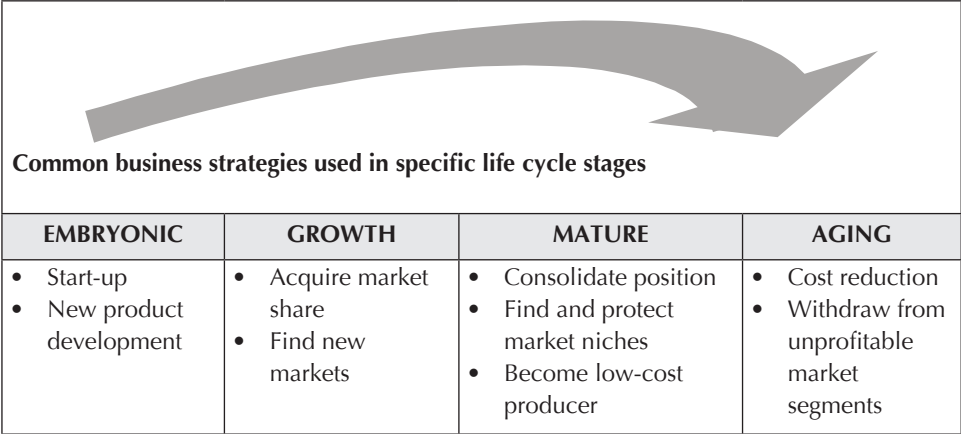 Common business strategies used in specific life cycle stages
EMBRYONIC
GROWTH
MATURE
AGING
• Start-up
• New product
development
• Acquire market
share
• Find new
markets
• Consolidate position
• Find and protect
market niches
• Become low-cost
producer
• Cost reduction
• Withdraw from
unprofitable
market
segments